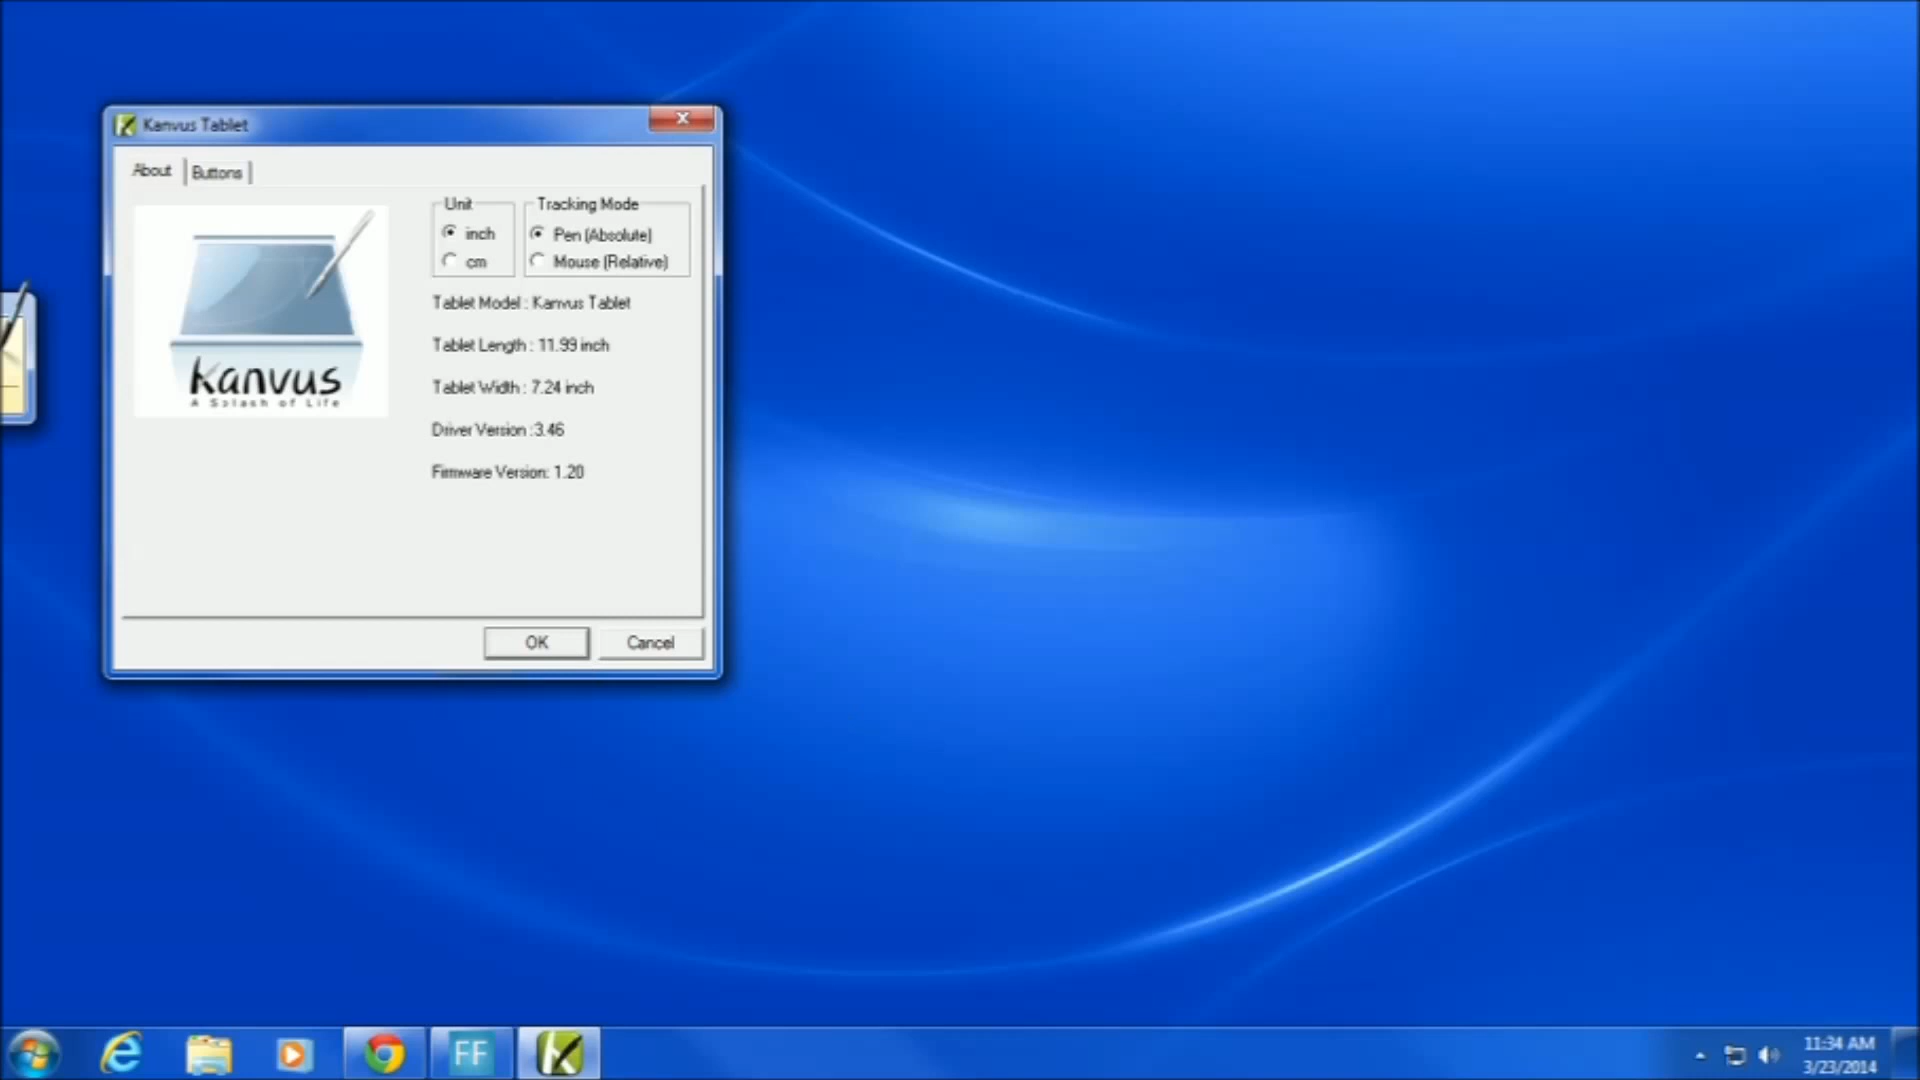 Kanvus Tablet
About
Buttons
Unit
inch
cm
Tracking Mode
Pen (Absolute)
Mouse (Relative)
Kanvus
A Splash of Life
Tablet Model : Kanvus Tablet
Tablet Length : 11.99 inch
Tablet Width : 7.24 inch
Driver Version :3.46
Firmware Version: 1.20
OK
Cancel
FF
11:34 AM
3/23/2014